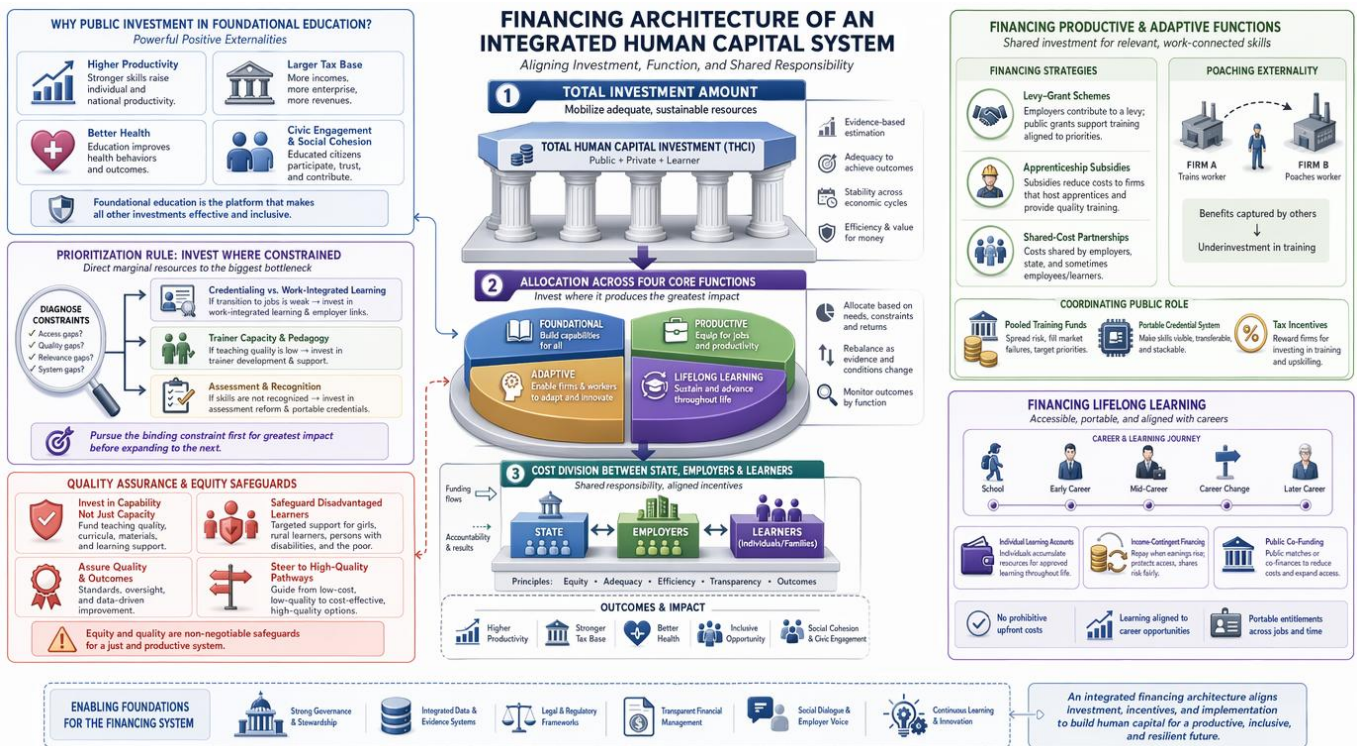 WHY PUBLIC INVESTMENT IN FOUNDATIONAL EDUCATION?
Powerful Positive Externalities
Higher Productivity
Stronger skills raise
individual and
national productivity.
Larger Tax Base
More incomes,
more enterprise,
more revenues.
Better Health
Education improves
health behaviors
and outcomes.
Civic Engagement
& Social Cohesion
Educated citizens
participate, trust,
and contribute.
Foundational education is the platform that makes
all other investments effective and inclusive.
PRIORITIZATION RULE: INVEST WHERE CONSTRAINED
Direct marginal resources to the biggest bottleneck
DIAGNOSE
CONSTRAINTS
✓ Access gaps?
✓ Quality gaps?
✓ Relevance gaps?
✓ System gaps?
Credentialing vs. Work-Integrated Learning
If transition to jobs is weak → invest in
work-integrated learning & employer links.
Trainer Capacity & Pedagogy
If teaching quality is low → invest in
trainer development & support.
Assessment & Recognition
If skills are not recognized → invest in
assessment reform & portable credentials.
Pursue the binding constraint first for greatest impact
before expanding to the next.
QUALITY ASSURANCE & EQUITY SAFEGUARDS
Invest in Capability
Not Just Capacity
Fund teaching quality,
curricula, materials,
and learning support.
Safeguard Disadvantaged
Learners
Targeted support for girls,
rural learners, persons with
disabilities, and the poor.
Assure Quality
& Outcomes
Standards, oversight,
and data-driven
improvement.
Steer to High-Quality
Pathways
Guide from low-cost,
low-quality to cost-effective,
high-quality options.
Equity and quality are non-negotiable safeguards
for a just and productive system.
FINANCING ARCHITECTURE OF AN
INTEGRATED HUMAN CAPITAL SYSTEM
Aligning Investment, Function, and Shared Responsibility
1 TOTAL INVESTMENT AMOUNT
Mobilize adequate, sustainable resources
TOTAL HUMAN CAPITAL INVESTMENT (THCI)
Public + Private + Learner
Evidence-based
estimation
Adequacy to
achieve outcomes
Stability across
economic cycles
Efficiency & value
for money
2 ALLOCATION ACROSS FOUR CORE FUNCTIONS
Invest where it produces the greatest impact
FOUNDATIONAL
Build capabilities
for all
PRODUCTIVE
Equip for jobs
and productivity
ADAPTIVE
Enable firms & workers
to adapt and innovate
LIFELONG LEARNING
Sustain and advance
throughout life
Allocate based on
needs, constraints
and returns
Rebalance as
evidence and
conditions change
Monitor outcomes
by function
3 COST DIVISION BETWEEN STATE, EMPLOYERS & LEARNERS
Shared responsibility, aligned incentives
Funding
flows
Accountability
& results
STATE
EMPLOYERS
LEARNERS
(Individuals/Families)
Principles: Equity • Adequacy • Efficiency • Transparency • Outcomes
OUTCOMES & IMPACT
Higher
Productivity
Stronger
Tax Base
Better
Health
Inclusive
Opportunity
Social Cohesion
& Civic Engagement
FINANCING PRODUCTIVE & ADAPTIVE FUNCTIONS
Shared investment for relevant, work-connected skills
FINANCING STRATEGIES
Levy–Grant Schemes
Employers contribute to a levy;
public grants support training
aligned to priorities.
Apprenticeship Subsidies
Subsidies reduce costs to firms
that host apprentices and
provide quality training.
Shared-Cost Partnerships
Costs shared by employers,
state, and sometimes
employees/learners.
POACHING EXTERNALITY
FIRM A
Trains worker
FIRM B
Poaches worker
Benefits captured by others
↓
Underinvestment in training
COORDINATING PUBLIC ROLE
Pooled Training Funds
Spread risk, fill market
failures, target priorities.
Portable Credential System
Make skills visible, transferable,
and stackable.
Tax Incentives
Reward firms for
investing in training
and upskilling.
FINANCING LIFELONG LEARNING
Accessible, portable, and aligned with careers
CAREER & LEARNING JOURNEY
School
Early Career
Mid-Career
Career Change
Later Career
Individual Learning Accounts
Individuals accumulate
resources for approved
learning throughout life.
Income-Contingent Financing
Repay when earnings rise;
protects access, shares
risk fairly.
Public Co-Funding
Public matches or
co-finances to reduce
costs and expand access.
No prohibitive
upfront costs
Learning aligned to
career opportunities
Portable entitlements
across jobs and time
ENABLING FOUNDATIONS
FOR THE FINANCING SYSTEM
Strong Governance
& Stewardship
Integrated Data &
Evidence Systems
Legal & Regulatory
Frameworks
Transparent Financial
Management
Social Dialogue &
Employer Voice
Continuous Learning
& Innovation
An integrated financing architecture aligns
Investment, incentives, and implementation
to build human capital for a productive, inclusive,
and resilient future.